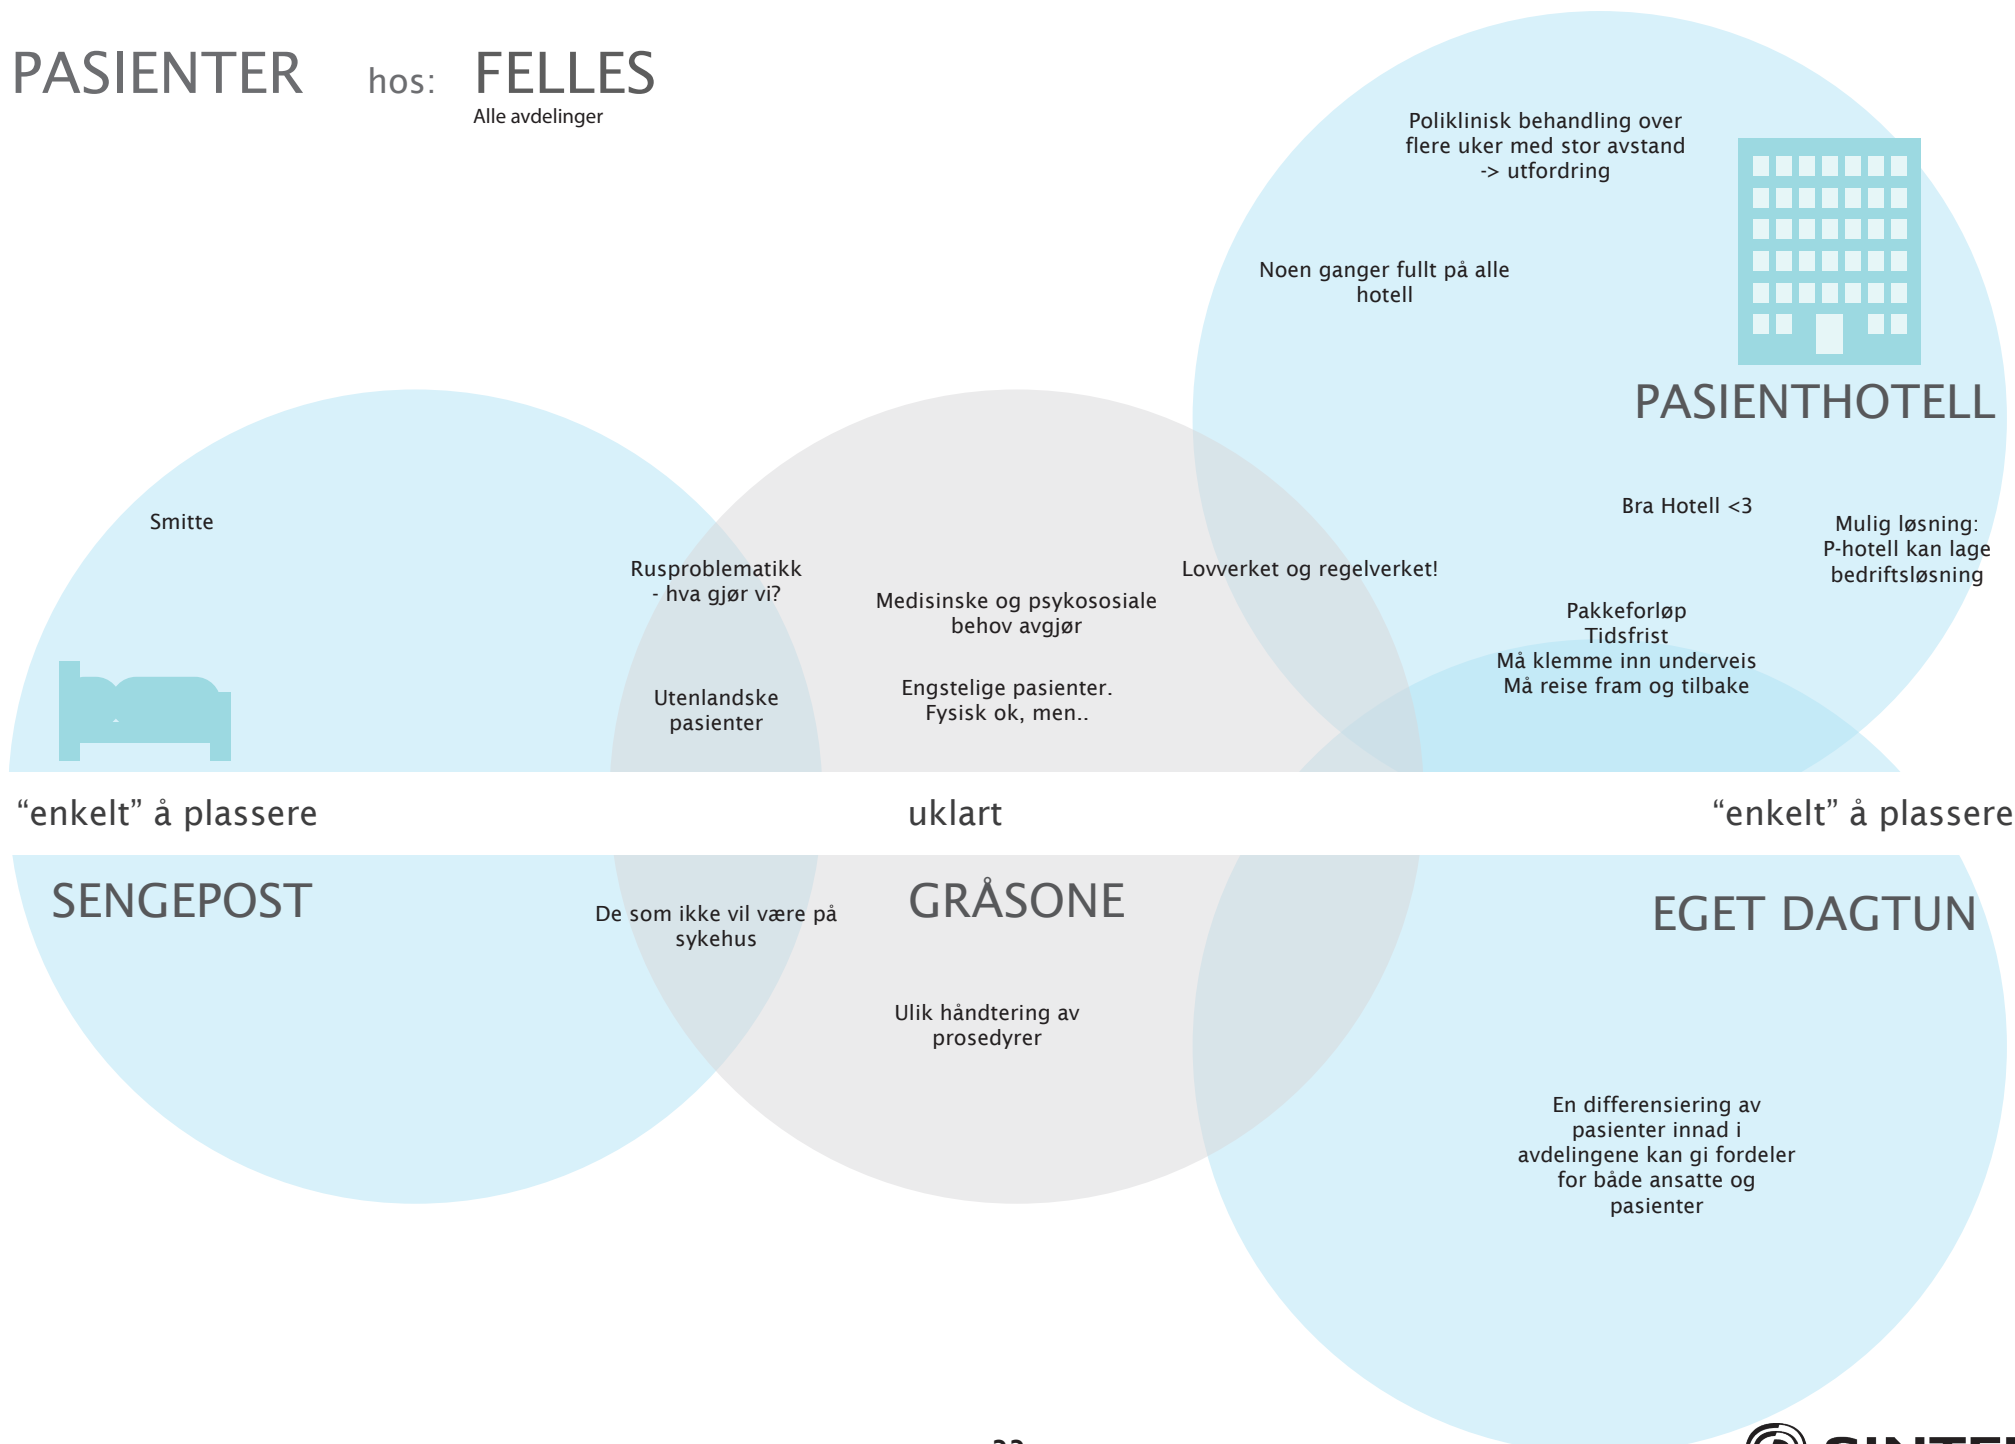 PASIENTER hos: FELLES
Alle avdelinger
Poliklinisk behandling over
flere uker med stor avstand
-> utfordring
Noen ganger fullt på alle
hotell
PASIENTHOTELL
Bra Hotell <3
Mulig løsning:
P-hotell kan lage
bedriftsløsning
Smitte
Rusproblematikk
- hva gjør vi?
Medisinske og psykososiale
behov avgjør
Lovverket og regelverket!
Pakkeforløp
Tidsfrist
Må klemme inn underveis
Må reise fram og tilbake
Utenlandske
pasienter
Engstelige pasienter.
Fysisk ok, men..
“enkelt” å plassere
uklart
“enkelt” å plassere
SENGEPOST
GRÅSONE
EGET DAGTUN
De som ikke vil være på
sykehus
Ulik håndtering av
prosedyrer
En differensiering av
pasienter innad i
avdelingene kan gi fordeler
for både ansatte og
pasienter